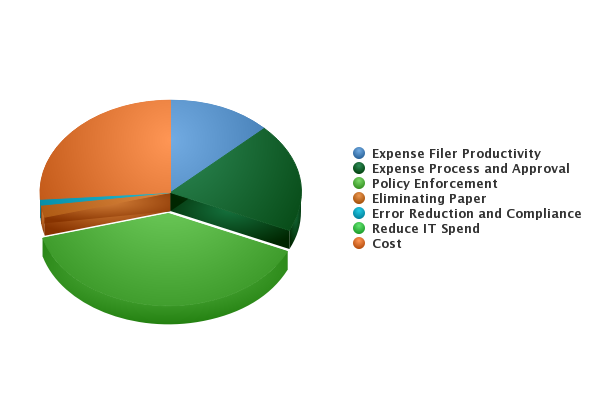 Expense Filer Productivity
Expense Process and Approval
Policy Enforcement
Eliminating Paper
Error Reduction and Compliance
Reduce IT Spend
Cost